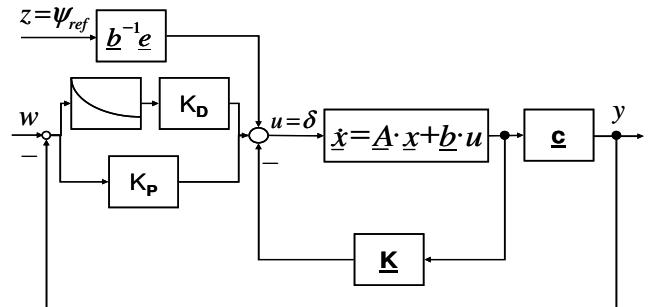 z=ψref
b⁻¹e
w
KD
KP
–
u=δ
–
ẋ=A·x+b·u
c
y
K